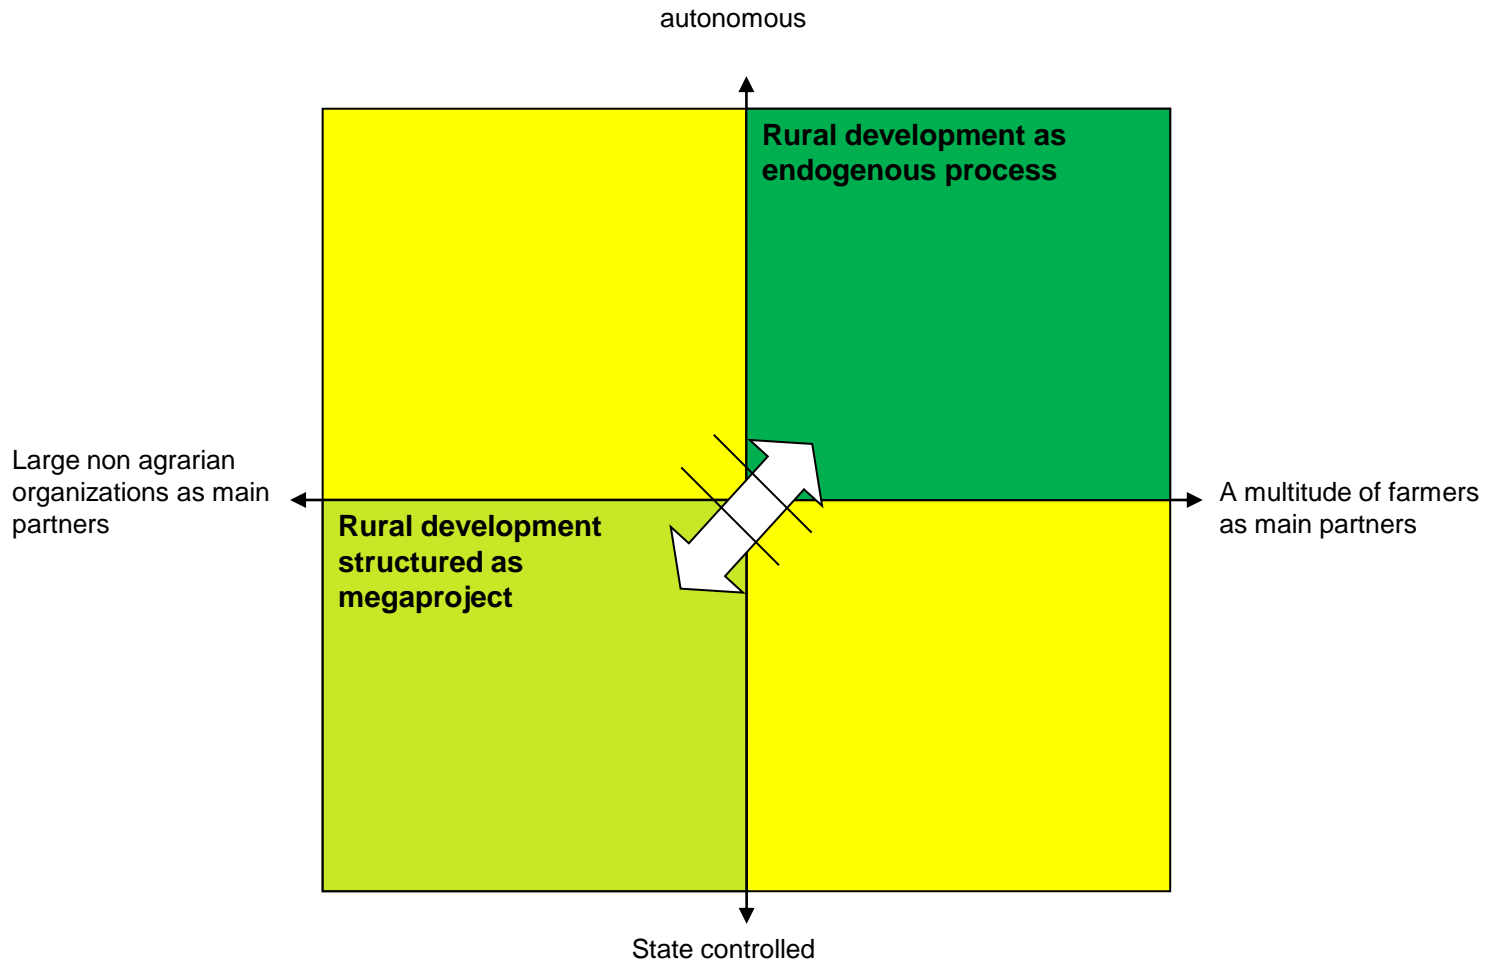 autonomous
Rural development as
endogenous process
Large non agrarian
organizations as main
partners
A multitude of farmers
as main partners
Rural development
structured as
megaproject
State controlled